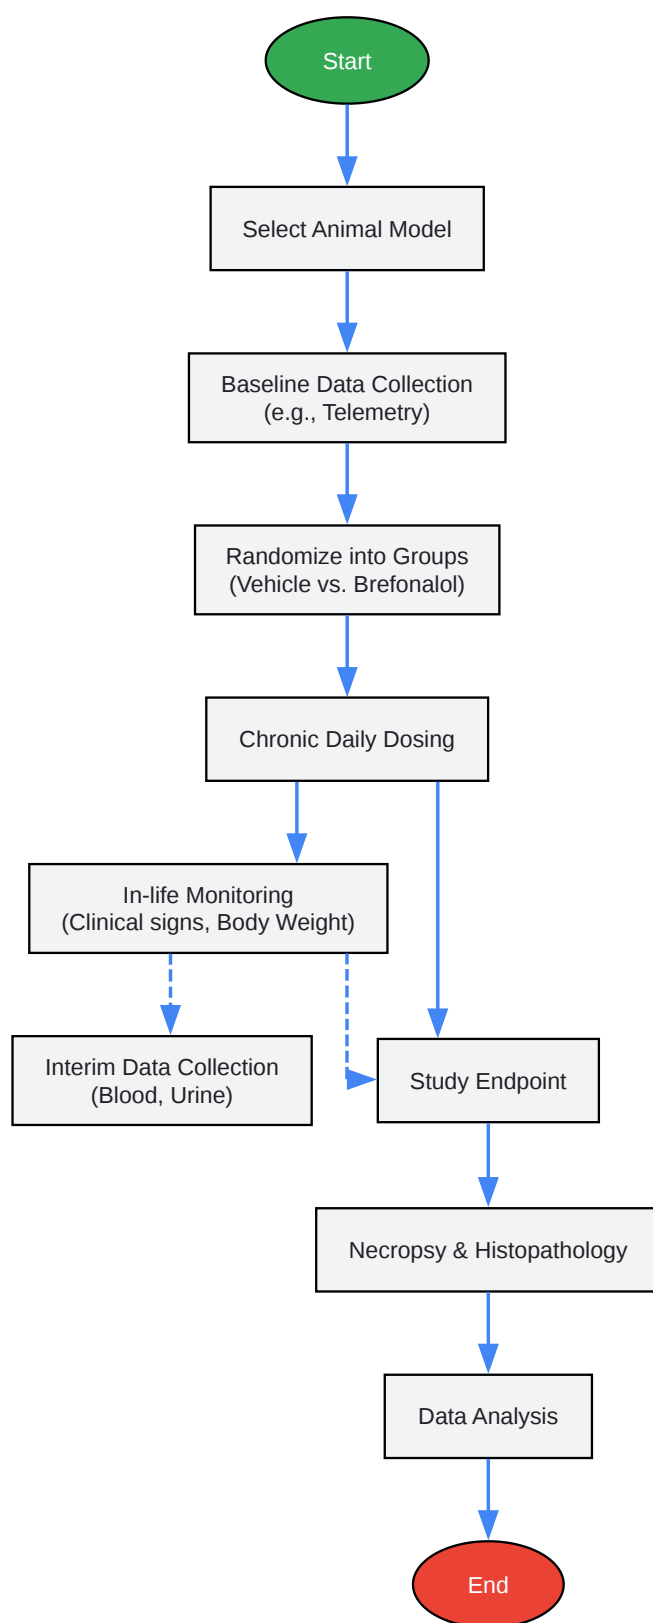 Start
Select Animal Model
Baseline Data Collection
(e.g., Telemetry)
Randomize into Groups
(Vehicle vs. Brefonalol)
Chronic Daily Dosing
In-life Monitoring
(Clinical signs, Body Weight)
Interim Data Collection
(Blood, Urine)
Study Endpoint
Necropsy & Histopathology
Data Analysis
End